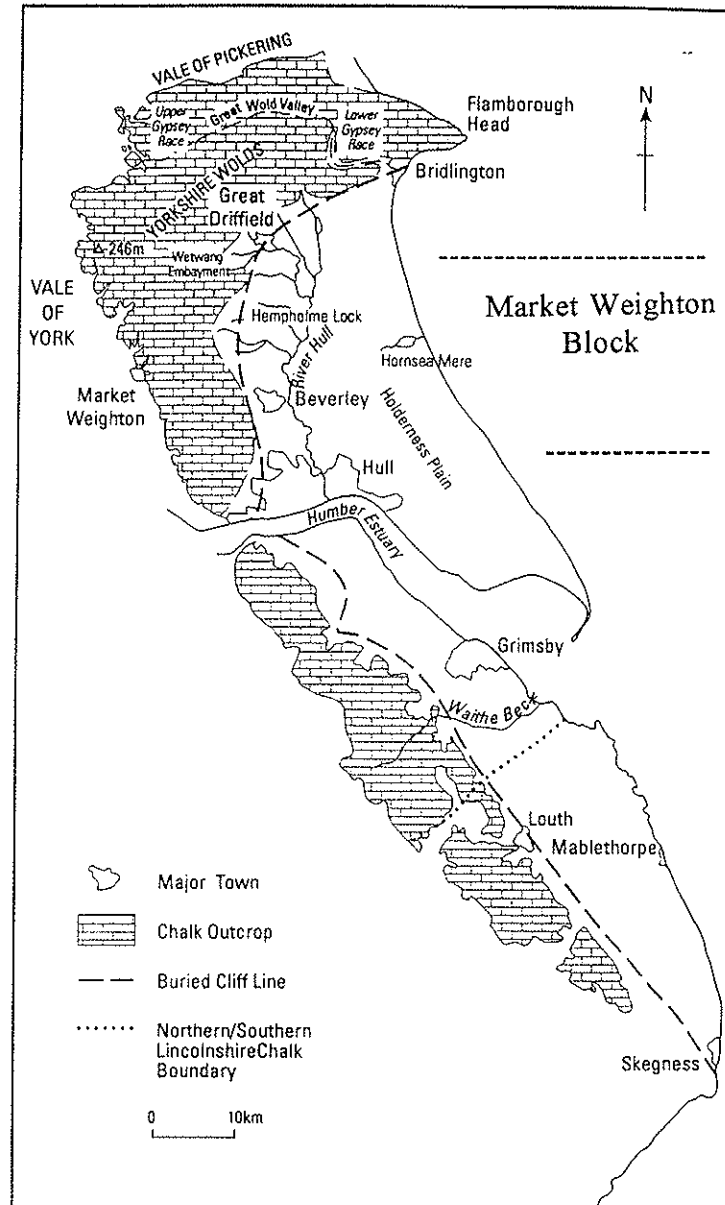 VALE OF PICKERING
Great Wold Valley
Upper
Gypsey
Race
Lower
Gypsey
Race
Flamborough
Head
N
Bridlington
YORKSHIRE WOLDS
Great
Driffield
246m
Wetwang
Embayment
VALE
OF
YORK
Market Weighton
Block
Hempholme Lock
River Hull
Hornsea Mere
Market
Weighton
Beverley
Holderness Plain
Hull
Humber Estuary
Grimsby
Waithe Beck
Louth
Mablethorpe
Major Town
Chalk Outcrop
Buried Cliff Line
Northern/Southern
LincolnshireChalk
Boundary
Skegness
0 10km